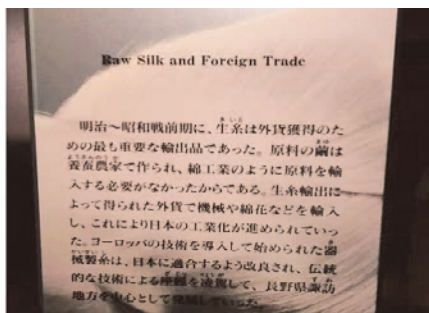 Raw Silk and Foreign Trade
明治～昭和戦前期に、生糸は外貨獲得のた
めの最も重要な輸出品であった。原料の繭は
養蚕農家で作られ、綿工業のように原料を輸
入する必要がなかったからである。生糸輸出に
よって得られた外貨で機械や綿花などを輸入
し、これにより日本の工業化が進められていっ
た。ヨーロッパの技術を導入して始められた器
械製糸は、日本に適合するよう改良され、伝統
的な技術による座繰を凌駕して、長野県諏訪
地方を中心として発展していった。